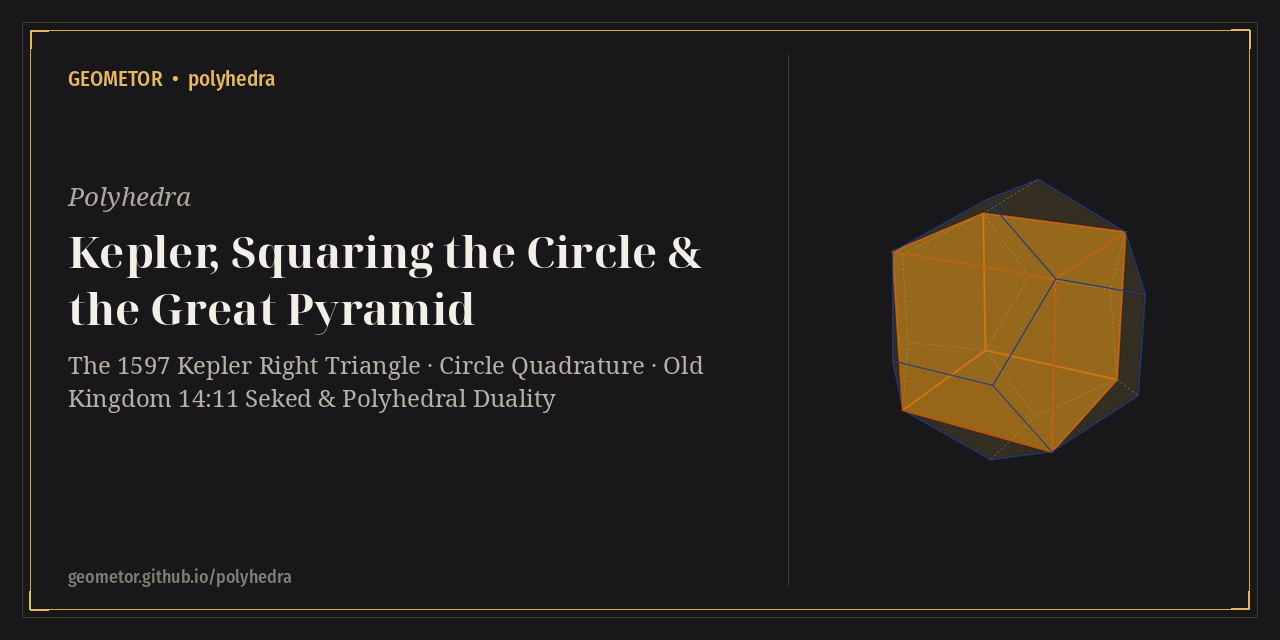 GEOMETOR • polyhedra
Polyhedra
Kepler, Squaring the Circle &
the Great Pyramid
The 1597 Kepler Right Triangle · Circle Quadrature · Old
Kingdom 14:11 Seked & Polyhedral Duality
geometor.github.io/polyhedra